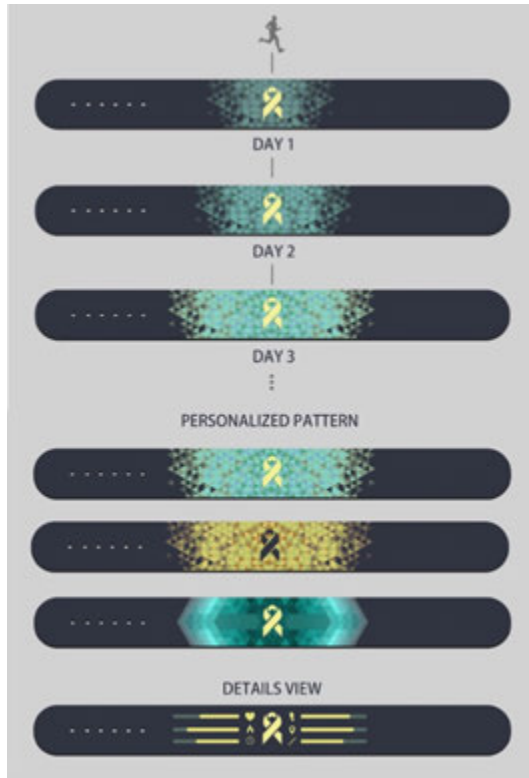 DAY 1
DAY 2
DAY 3
PERSONALIZED PATTERN
DETAILS VIEW